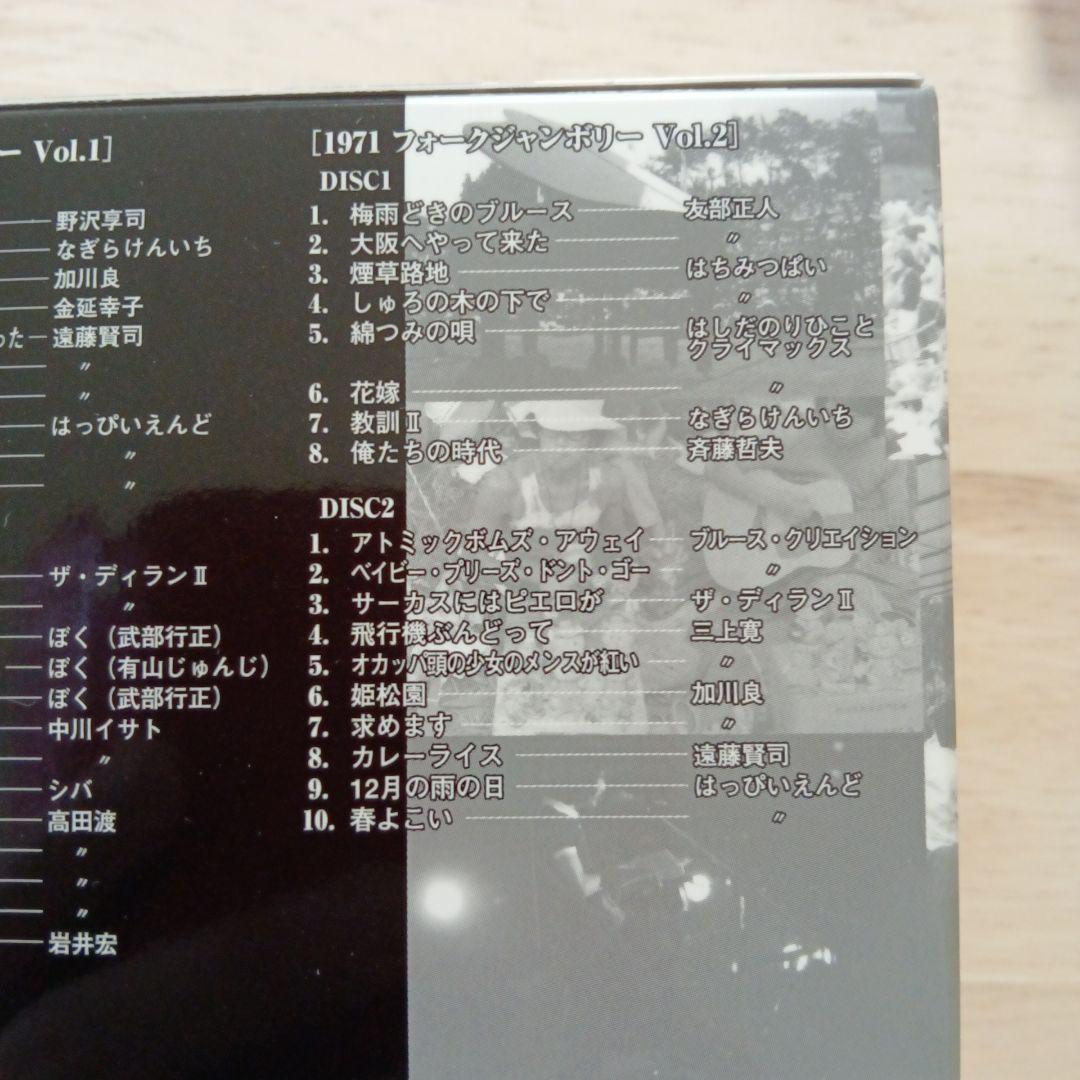 ー Vol.1]
野沢享司
なぎらけんいち
加川良
金延幸子
った 遠藤賢司
〃
〃
はっぴいえんど
〃
〃
ザ・ディランⅡ
〃
ぼく（武部行正）
ぼく（有山じゅんじ）
ぼく（武部行正）
中川イサト
〃
シバ
高田渡
〃
〃
〃
岩井宏
[1971 フォークジャンボリー Vol.2]
DISC1
1. 梅雨どきのブルース 友部正人
2. 大阪へやって来た 〃
3. 煙草路地 はちみつぱい
4. しゅろの木の下で 〃
5. 綿つみの唄 はしだのりひこと
クライマックス
6. 花嫁 〃
7. 教訓Ⅱ なぎらけんいち
8. 俺たちの時代 斉藤哲夫
DISC2
1. アトミックボムズ・アウェイ ブルース・クリエイション
2. ベイビー・プリーズ・ドント・ゴー 〃
3. サーカスにはピエロが ザ・ディランⅡ
4. 飛行機ぶんどって 三上寛
5. オカッパ頭の少女のメンスが紅い 〃
6. 姫松園 加川良
7. 求めます 〃
8. カレーライス 遠藤賢司
9. 12月の雨の日 はっぴいえんど
10. 春よこい 〃